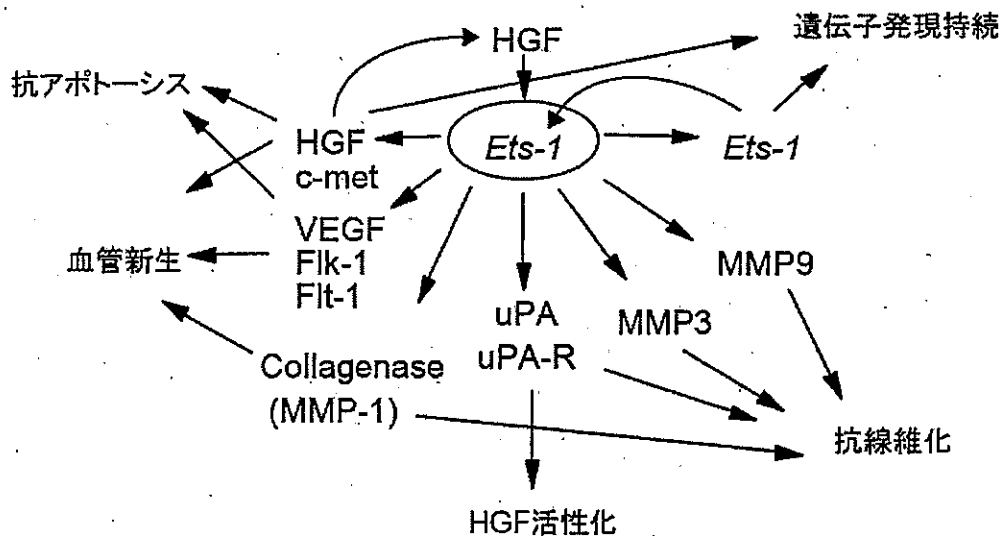 遺伝子発現持続
HGF
抗アポトーシス
HGF
c-met
Ets-1
Ets-1
VEGF
Flk-1
Flt-1
血管新生
MMP9
uPA
uPA-R
MMP3
Collagenase
(MMP-1)
抗線維化
HGF活性化